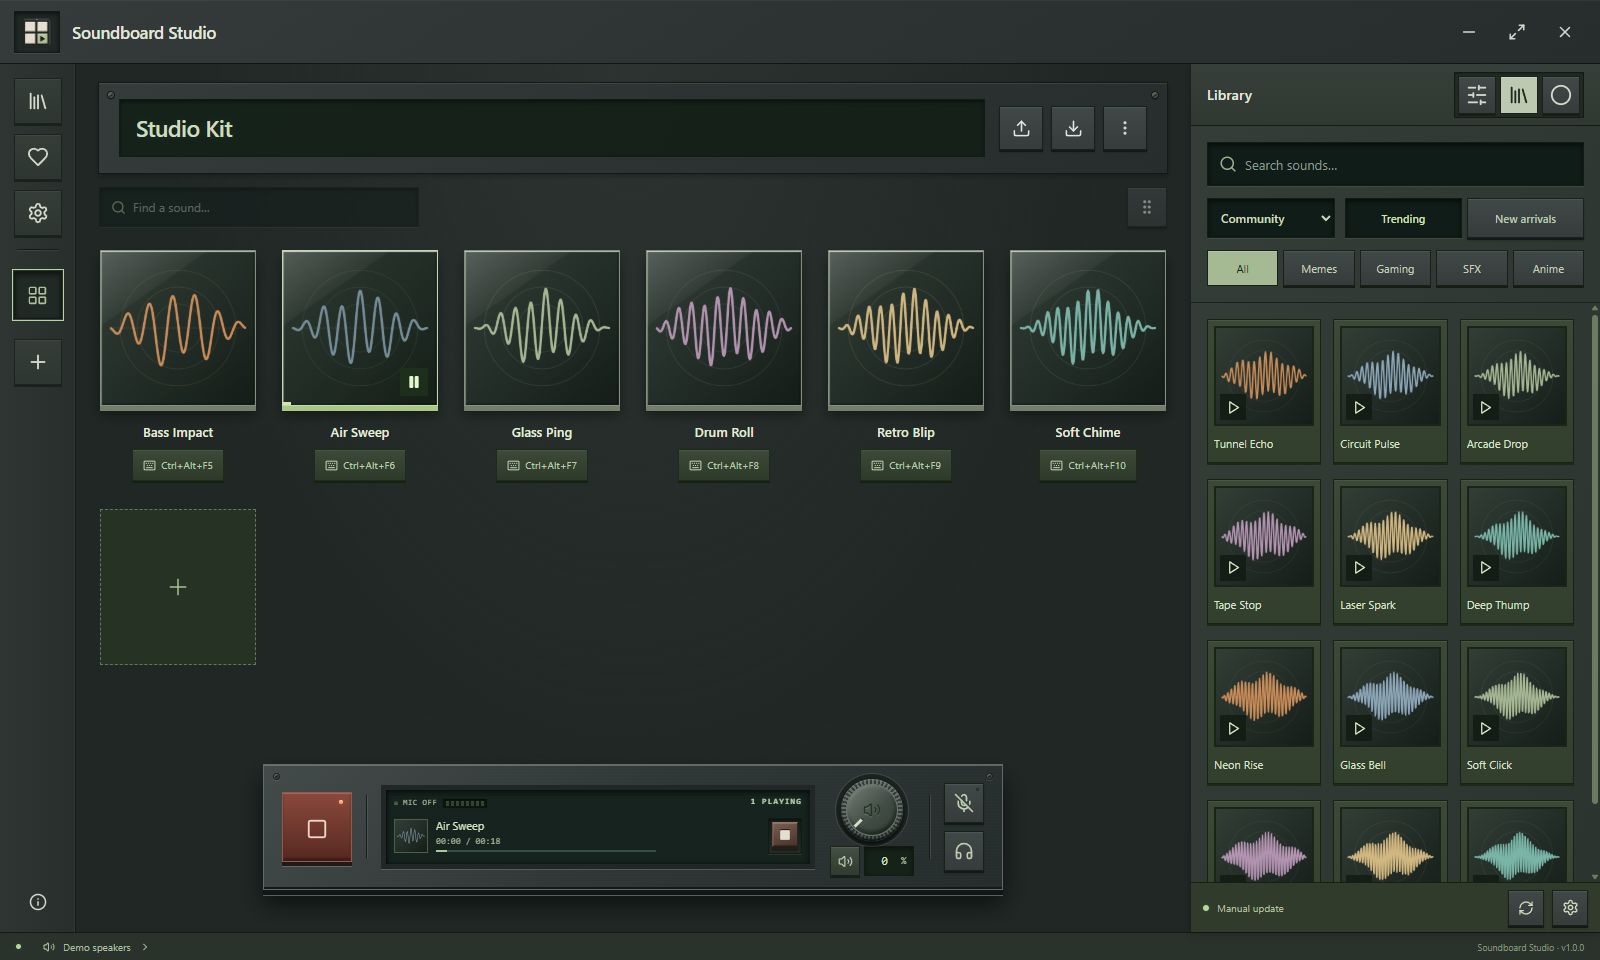 Soundboard Studio
Studio Kit
Find a sound...
Bass Impact
Air Sweep
Glass Ping
Drum Roll
Retro Blip
Soft Chime
Ctrl+Alt+F5
Ctrl+Alt+F6
Ctrl+Alt+F7
Ctrl+Alt+F8
Ctrl+Alt+F9
Ctrl+Alt+F10
MIC OFF
1 PLAYING
Air Sweep
00:00 / 00:18
0 %
Library
Search sounds...
Community
Trending
New arrivals
All
Memes
Gaming
SFX
Anime
Tunnel Echo
Circuit Pulse
Arcade Drop
Tape Stop
Laser Spark
Deep Thump
Neon Rise
Glass Bell
Soft Click
Manual update
Demo speakers
Soundboard Studio · v1.0.0